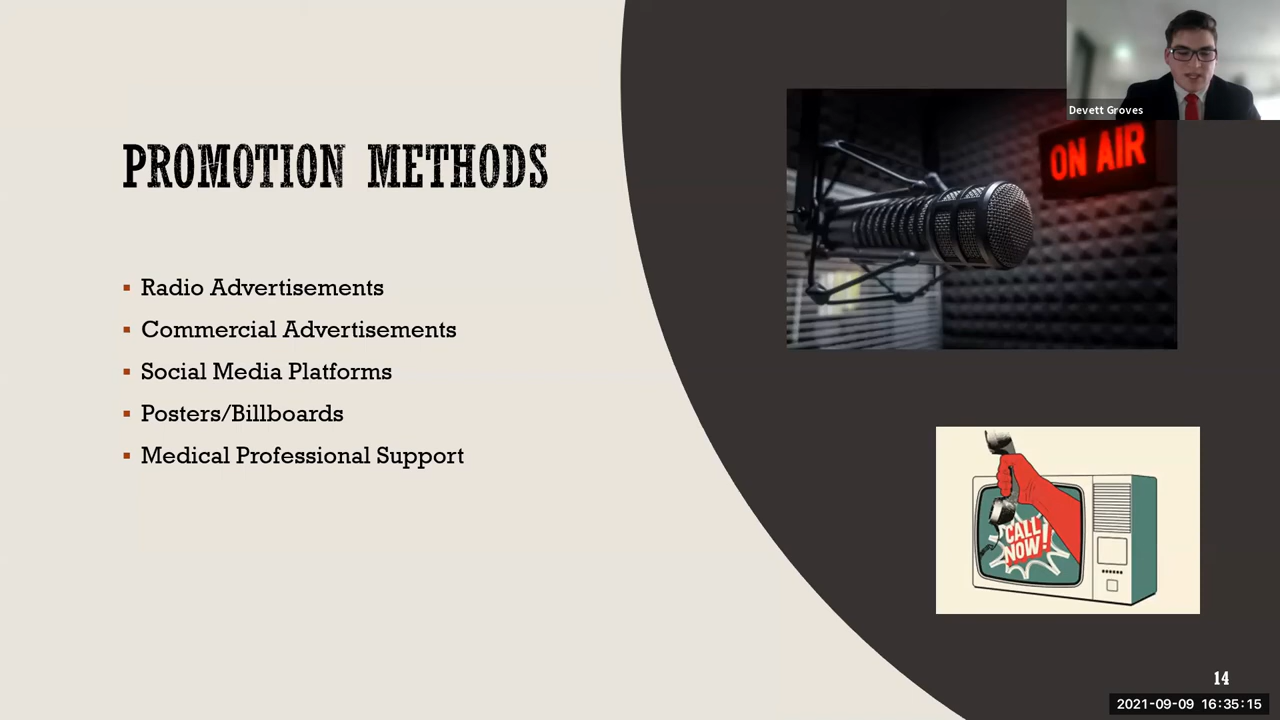 Devett Groves
PROMOTION METHODS
ON AIR
Radio Advertisements
Commercial Advertisements
Social Media Platforms
Posters/Billboards
Medical Professional Support
CALL
NOW!
14
2021-09-09 16:35:15